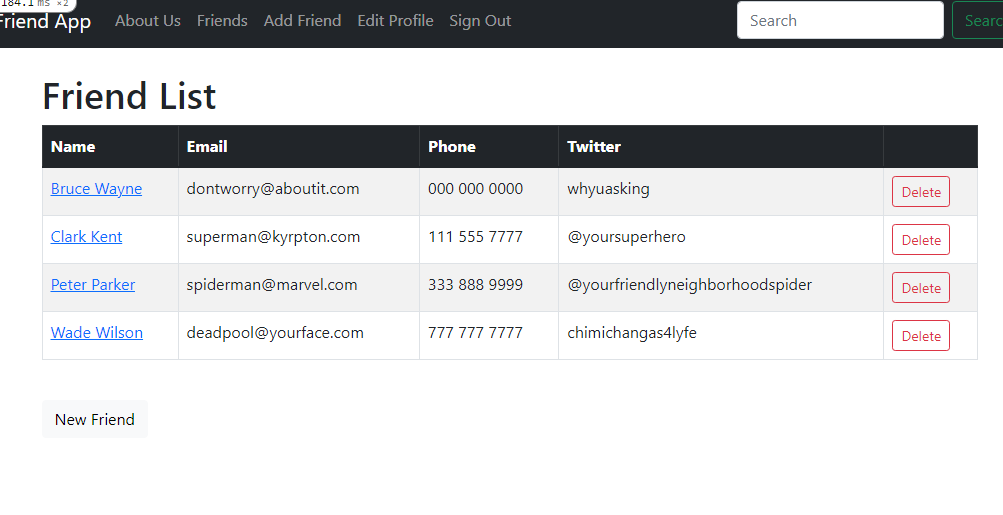 184.1 ms ×2
Friend App About Us Friends Add Friend Edit Profile Sign Out Search Searc
Friend List
Name Email Phone Twitter
Bruce Wayne dontworry@aboutit.com 000 000 0000 whyuasking Delete
Clark Kent superman@kyrpton.com 111 555 7777 @yoursuperhero Delete
Peter Parker spiderman@marvel.com 333 888 9999 @yourfriendlyneighborhoodspider Delete
Wade Wilson deadpool@yourface.com 777 777 7777 chimichangas4lyfe Delete
New Friend